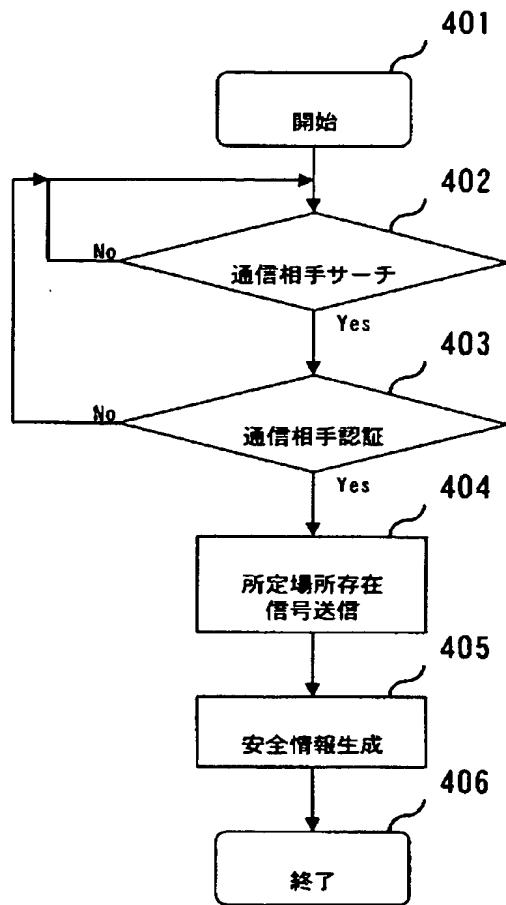 401
開始
402
No
通信相手サーチ
Yes
403
No
通信相手認証
Yes
404
所定場所存在
信号送信
405
安全情報生成
406
終了